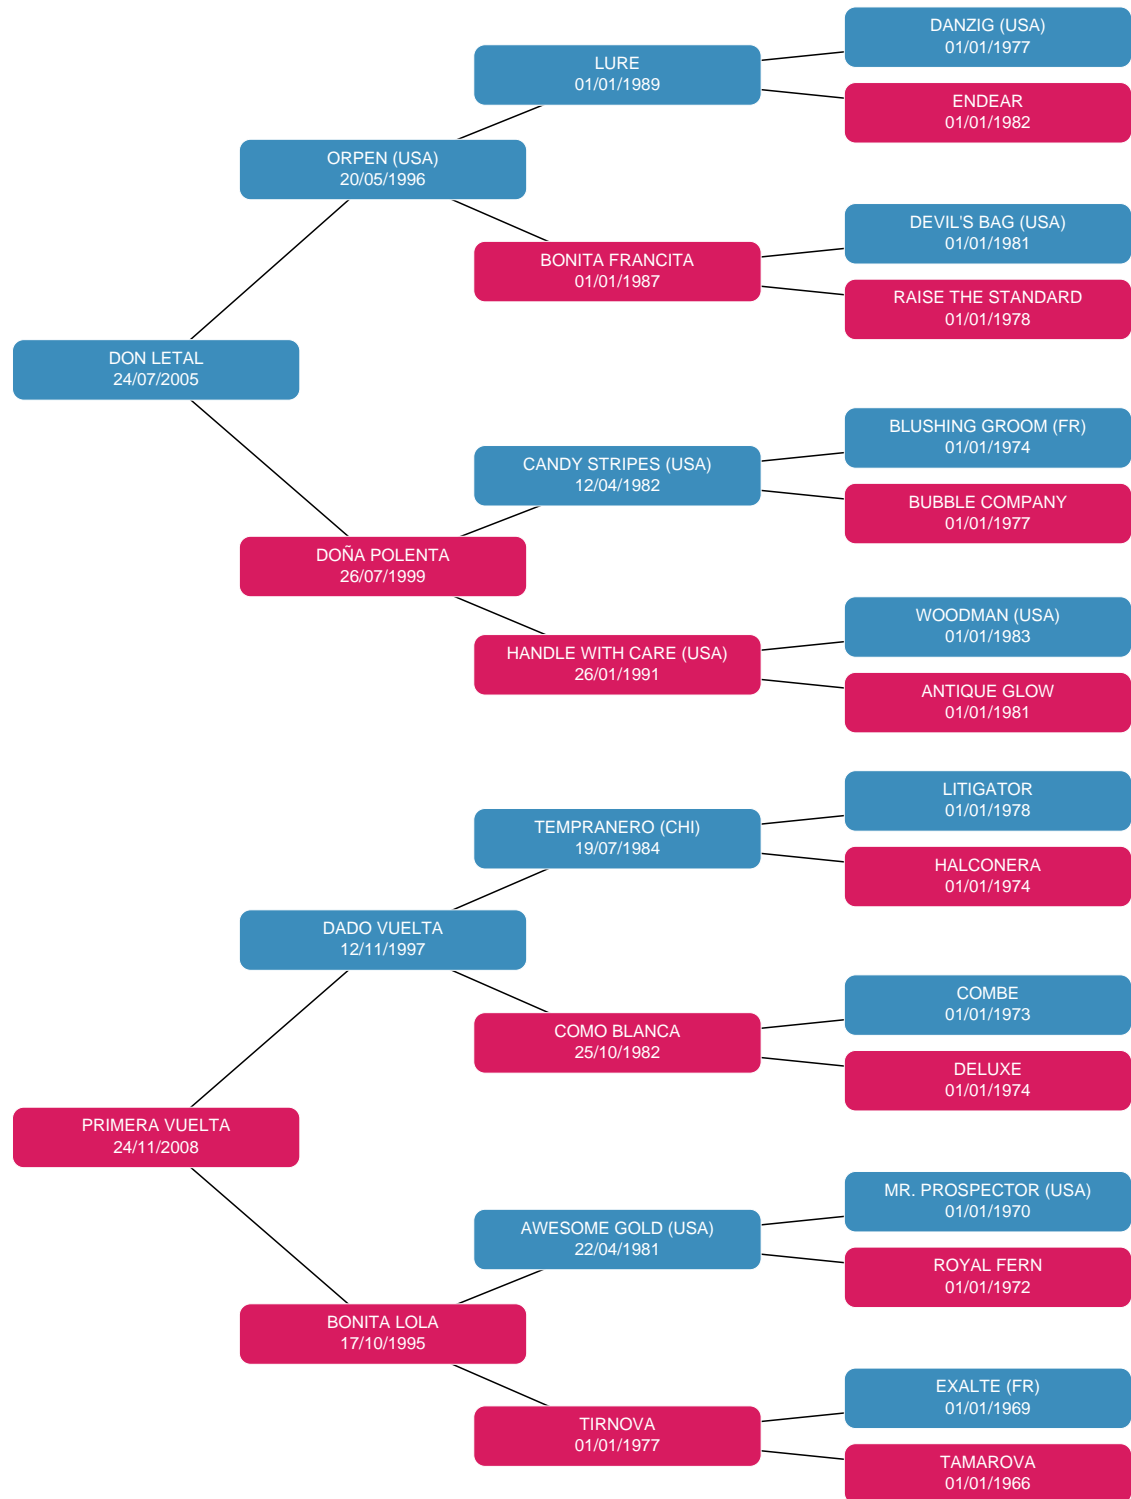 DANZIG (USA)
01/01/1977
LURE
01/01/1989
ENDEAR
01/01/1982
ORPEN (USA)
20/05/1996
DEVIL'S BAG (USA)
01/01/1981
BONITA FRANCITA
01/01/1987
RAISE THE STANDARD
01/01/1978
DON LETAL
24/07/2005
BLUSHING GROOM (FR)
01/01/1974
CANDY STRIPES (USA)
12/04/1982
BUBBLE COMPANY
01/01/1977
DOÑA POLENTA
26/07/1999
WOODMAN (USA)
01/01/1983
HANDLE WITH CARE (USA)
26/01/1991
ANTIQUE GLOW
01/01/1981
LITIGATOR
01/01/1978
TEMPRANERO (CHI)
19/07/1984
HALCONERA
01/01/1974
DADO VUELTA
12/11/1997
COMBE
01/01/1973
COMO BLANCA
25/10/1982
DELUXE
01/01/1974
PRIMERA VUELTA
24/11/2008
MR. PROSPECTOR (USA)
01/01/1970
AWESOME GOLD (USA)
22/04/1981
ROYAL FERN
01/01/1972
BONITA LOLA
17/10/1995
EXALTE (FR)
01/01/1969
TIRNOVA
01/01/1977
TAMAROVA
01/01/1966